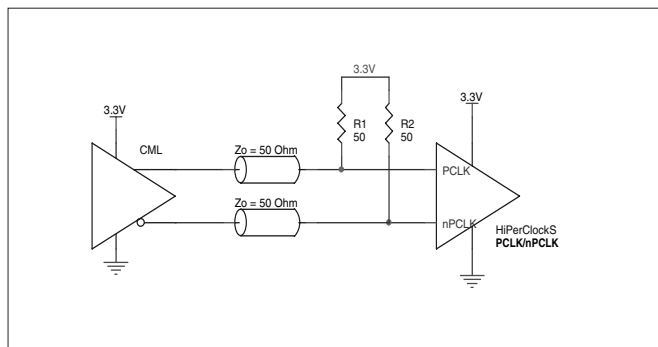 3.3V
3.3V
3.3V
R1
50
R2
50
CML
Zo = 50 Ohm
PCLK
Zo = 50 Ohm
nPCLK
HiPerClockS
PCLK/nPCLK